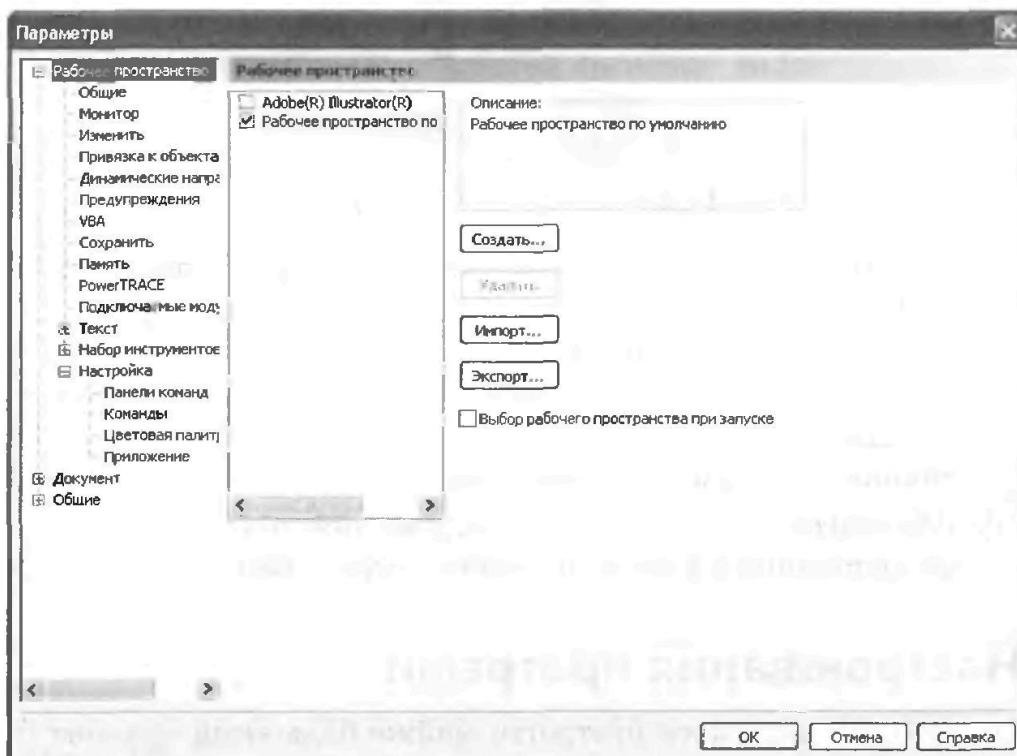 Параметры
Рабочее пространство
Общие
Монитор
Изменить
Привязка к объекта
Динамические напра
Предупреждения
VBA
Сохранить
Память
PowerTRACE
Подключаемые моду
Текст
Набор инструментов
Настройка
Панели команд
Команды
Цветовая палитр
Приложение
Документ
Общие
Рабочее пространство
Adobe(R) Illustrator(R)
Рабочее пространство по
Описание:
Рабочее пространство по умолчанию
Создать...
Удалить
Импорт...
Экспорт...
Выбор рабочего пространства при запуске
OK
Отмена
Справка